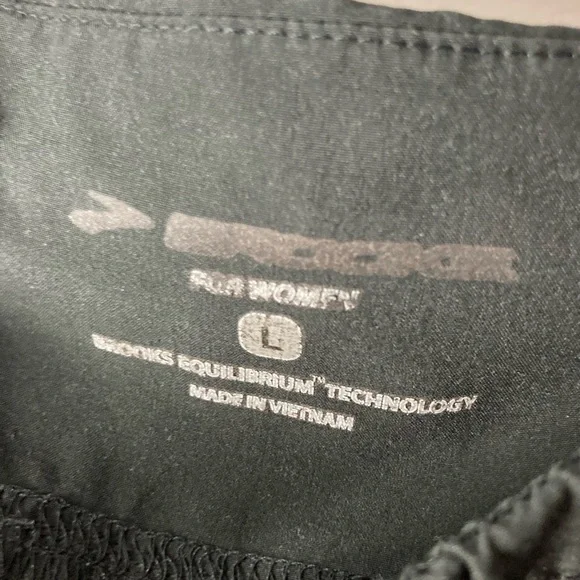 FOR WOMEN
L
BROOKS EQUILIBRIUM™ TECHNOLOGY
MADE IN VIETNAM